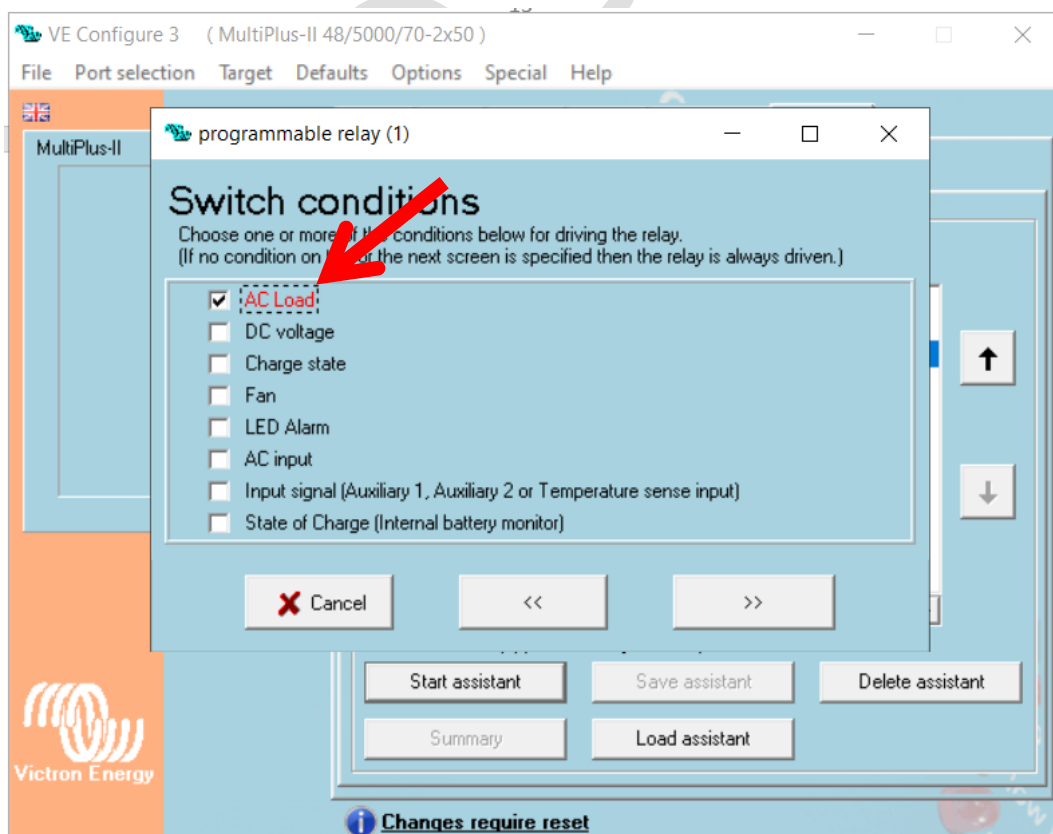 VE Configure 3 ( MultiPlus-II 48/5000/70-2x50 )
File Port selection Target Defaults Options Special Help
MultiPlus-II
programmable relay (1)
Switch conditions
Choose one or more of the conditions below for driving the relay.
(If no condition on or the next screen is specified then the relay is always driven.)
AC Load
DC voltage
Charge state
Fan
LED Alarm
AC input
Input signal (Auxiliary 1, Auxiliary 2 or Temperature sense input)
State of Charge (Internal battery monitor)
Cancel << >>
Start assistant Save assistant Delete assistant
Summary Load assistant
Victron Energy
Changes require reset